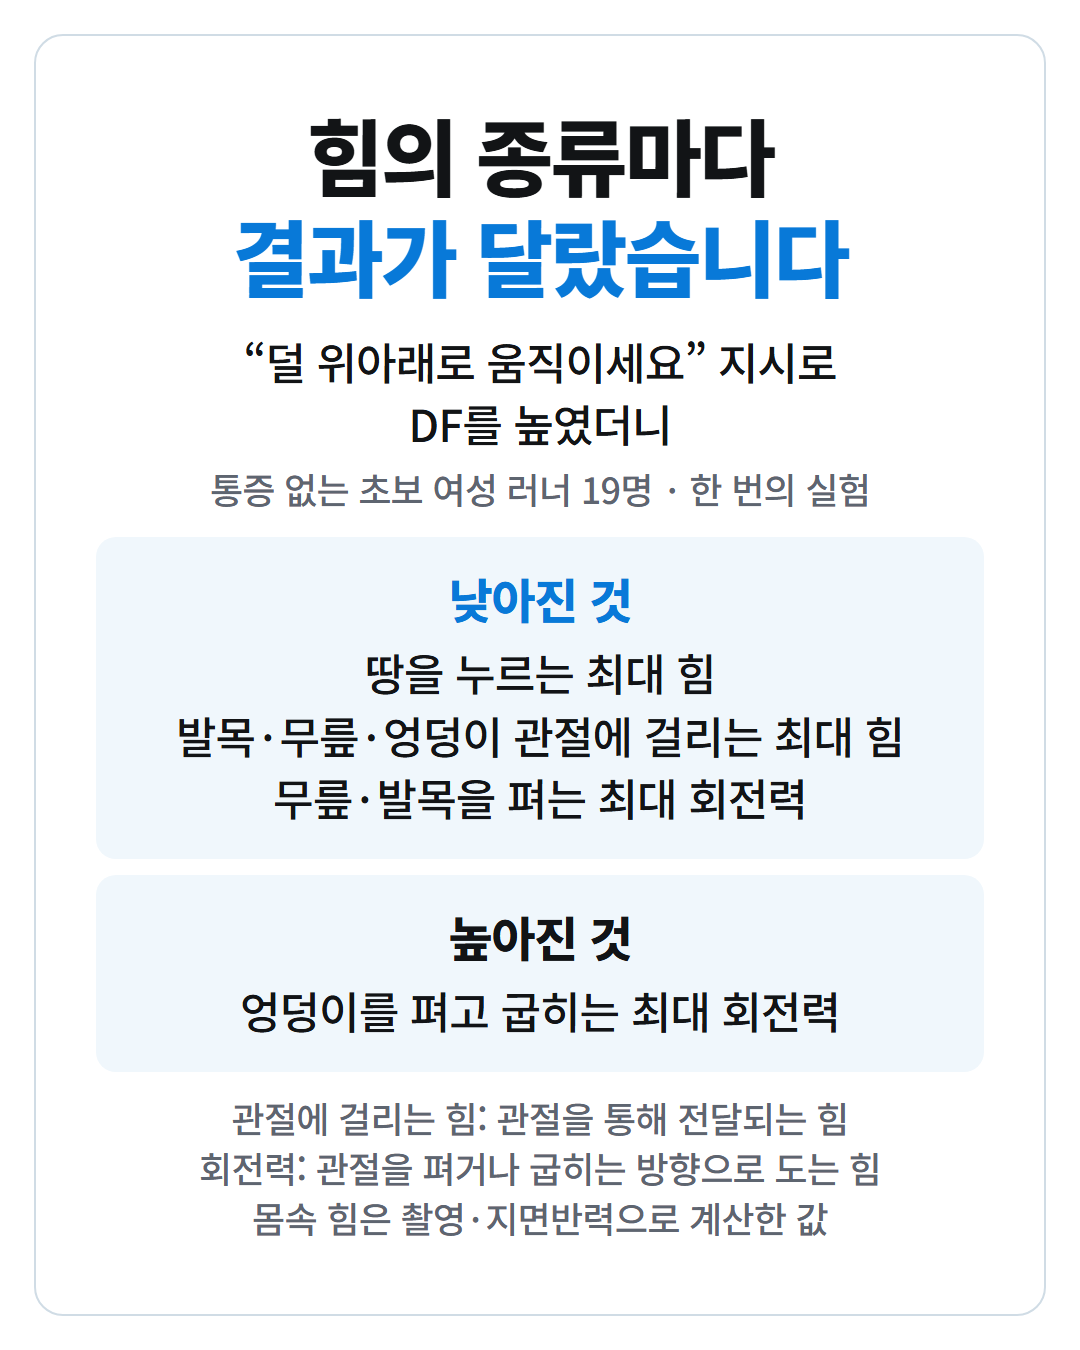 힘의 종류마다
결과가 달랐습니다
“덜 위아래로 움직이세요” 지시로
DF를 높였더니
통증 없는 초보 여성 러너 19명 · 한 번의 실험
낮아진 것
땅을 누르는 최대 힘
발목·무릎·엉덩이 관절에 걸리는 최대 힘
무릎·발목을 펴는 최대 회전력
높아진 것
엉덩이를 펴고 굽히는 최대 회전력
관절에 걸리는 힘: 관절을 통해 전달되는 힘
회전력: 관절을 펴거나 굽히는 방향으로 도는 힘
몸속 힘은 촬영·지면반력으로 계산한 값